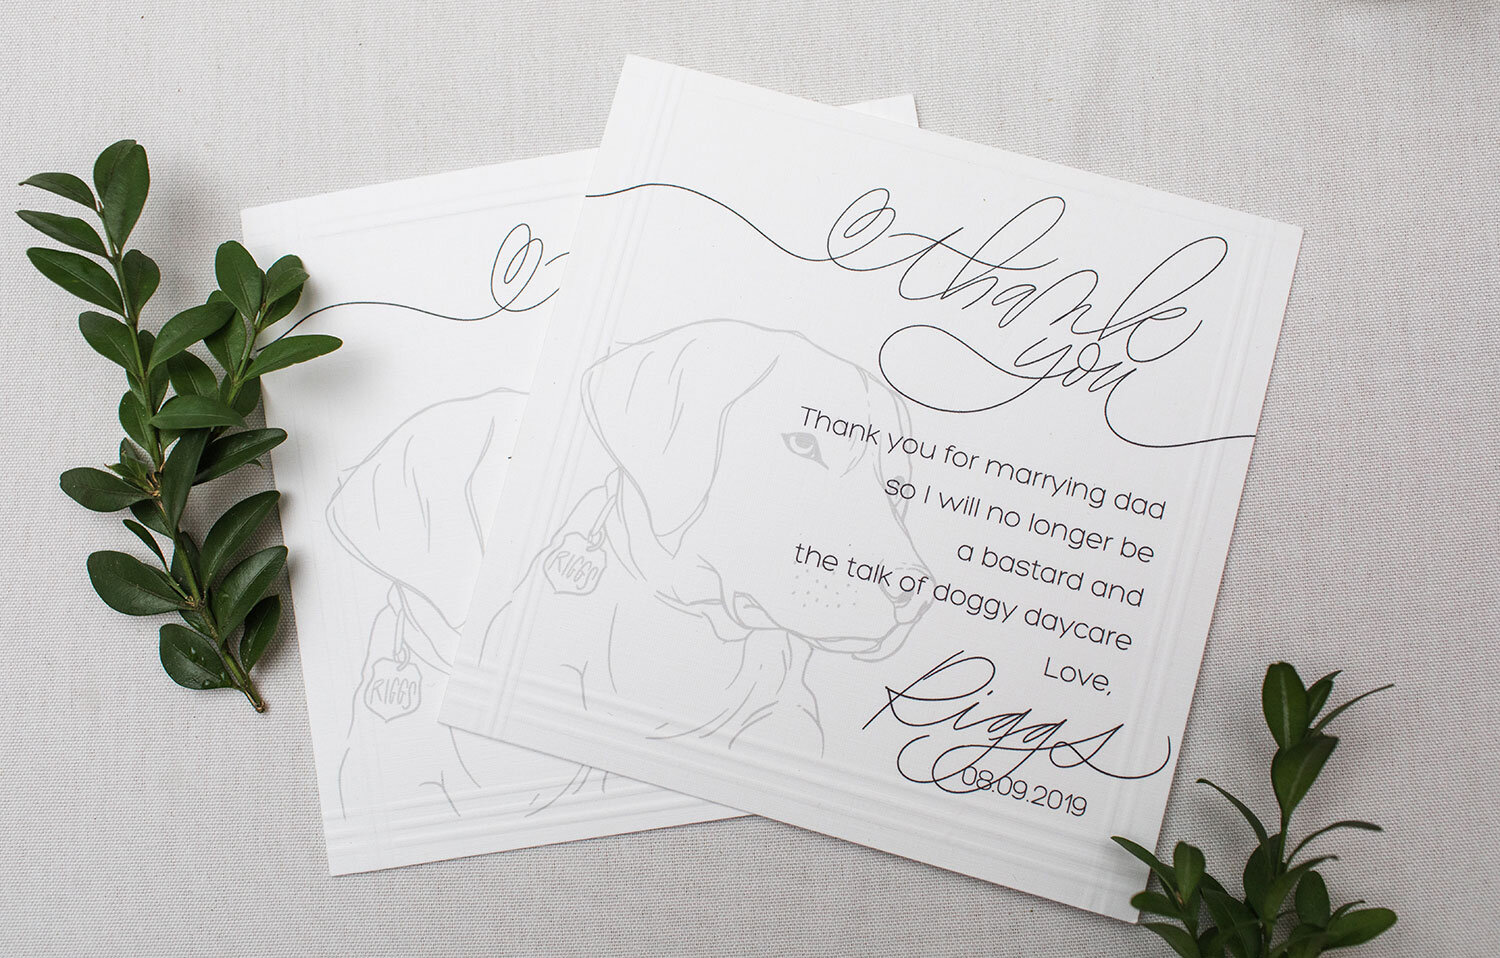 thank
you
Thank you for marrying dad
so I will no longer be
a bastard and
the talk of doggy daycare
Love,
Riggs
08.09.2019
RIGGS
RIGGS